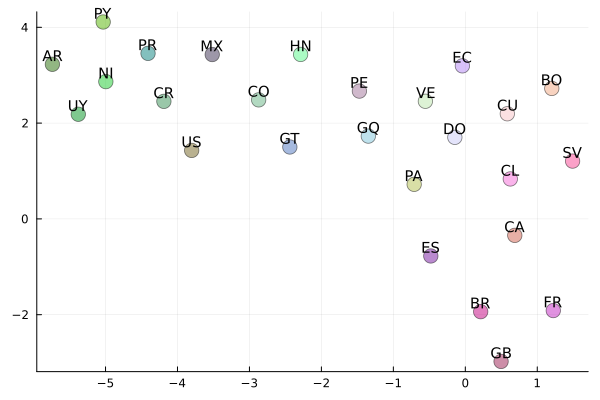 PY
4
AR
PR
MX
HN
EC
NI
PE
VE
BO
UY
CR
CO
CU
2
US
GT
GQ
DO
SV
PA
CL
0
CA
ES
BR
FR
−2
GB
−5
−4
−3
−2
−1
0
1